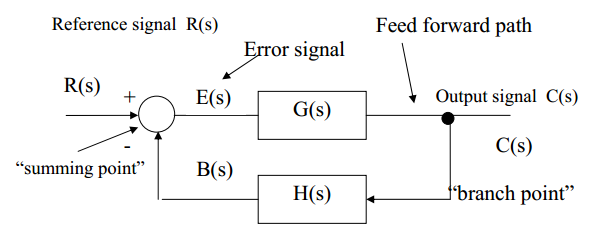 Reference signal R(s)
Feed forward path
Error signal
R(s)
+
E(s)
G(s)
Output signal C(s)
-
C(s)
“summing point”
B(s)
H(s)
“branch point”